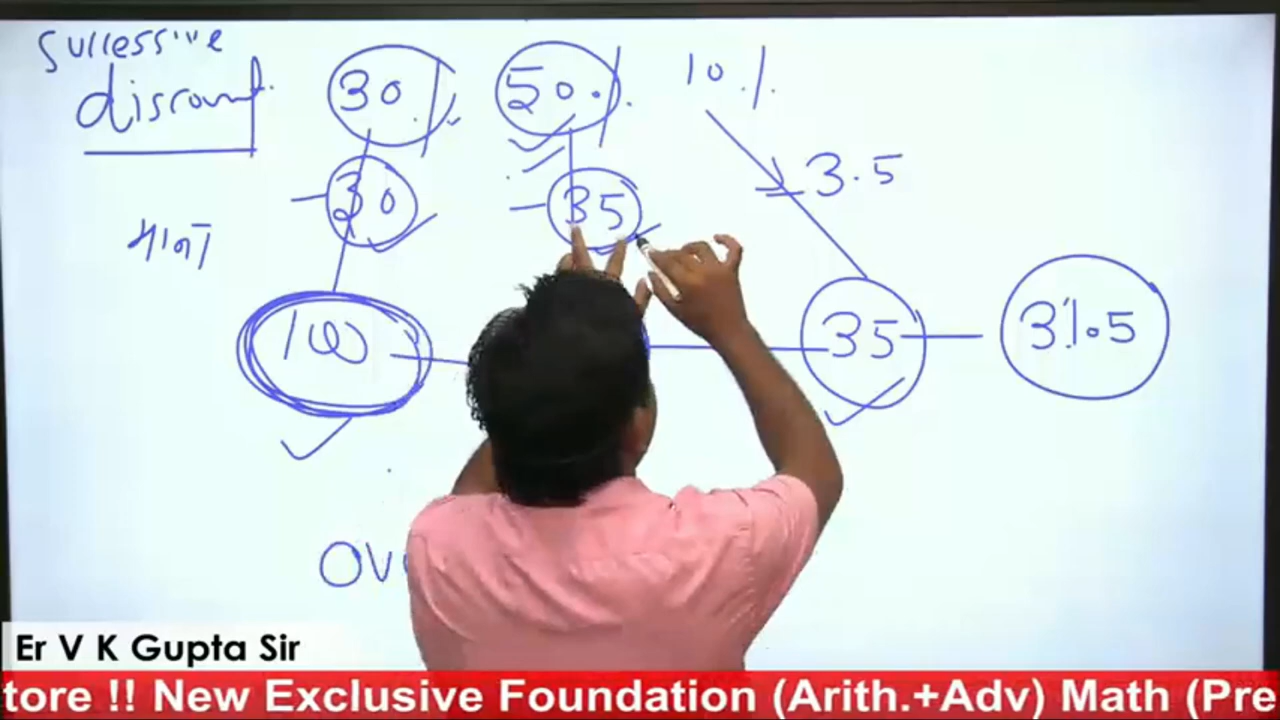 Successive
discount
30% 50% 10%
30 35 3.5
माना
100 35 31.5
OV
Er V K Gupta Sir
tore !! New Exclusive Foundation (Arith.+Adv) Math (Pre